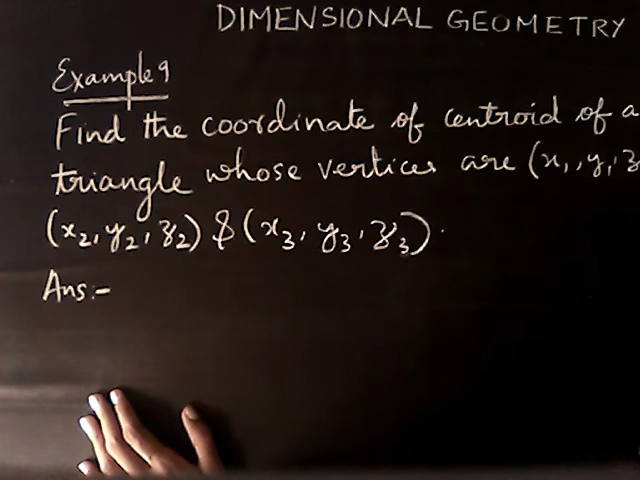 DIMENSIONAL GEOMETRY
Example 9
Find the coordinate of centroid of a
triangle whose vertices are (x₁, y₁, z
(x₂, y₂, z₂) & (x₃, y₃, z₃).
Ans:-